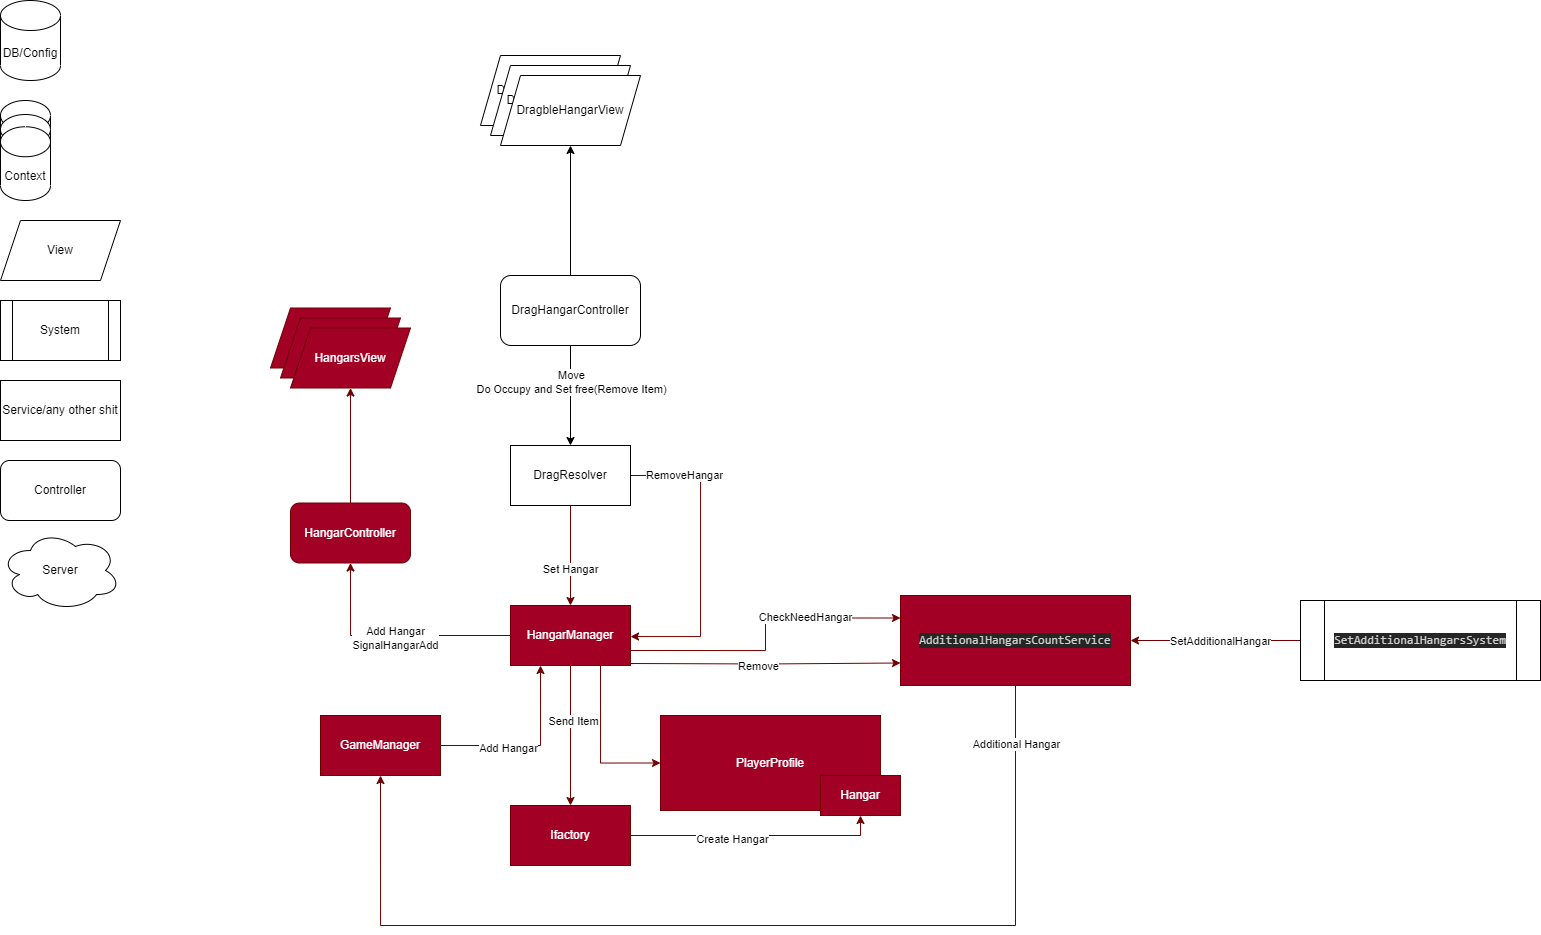 DB/Config
Context
View
System
Service/any other shit
Controller
Server
D
D
DragbleHangarView
DragHangarController
Move
Do Occupy and Set free(Remove Item)
HangarsView
DragResolver
RemoveHangar
HangarController
Set Hangar
Add Hangar
SignalHangarAdd
HangarManager
CheckNeedHangar
Remove
AdditionalHangarsCountService
SetAdditionalHangar
SetAdditionalHangarsSystem
Send Item
GameManager
Add Hangar
PlayerProfile
Hangar
Additional Hangar
Ifactory
Create Hangar